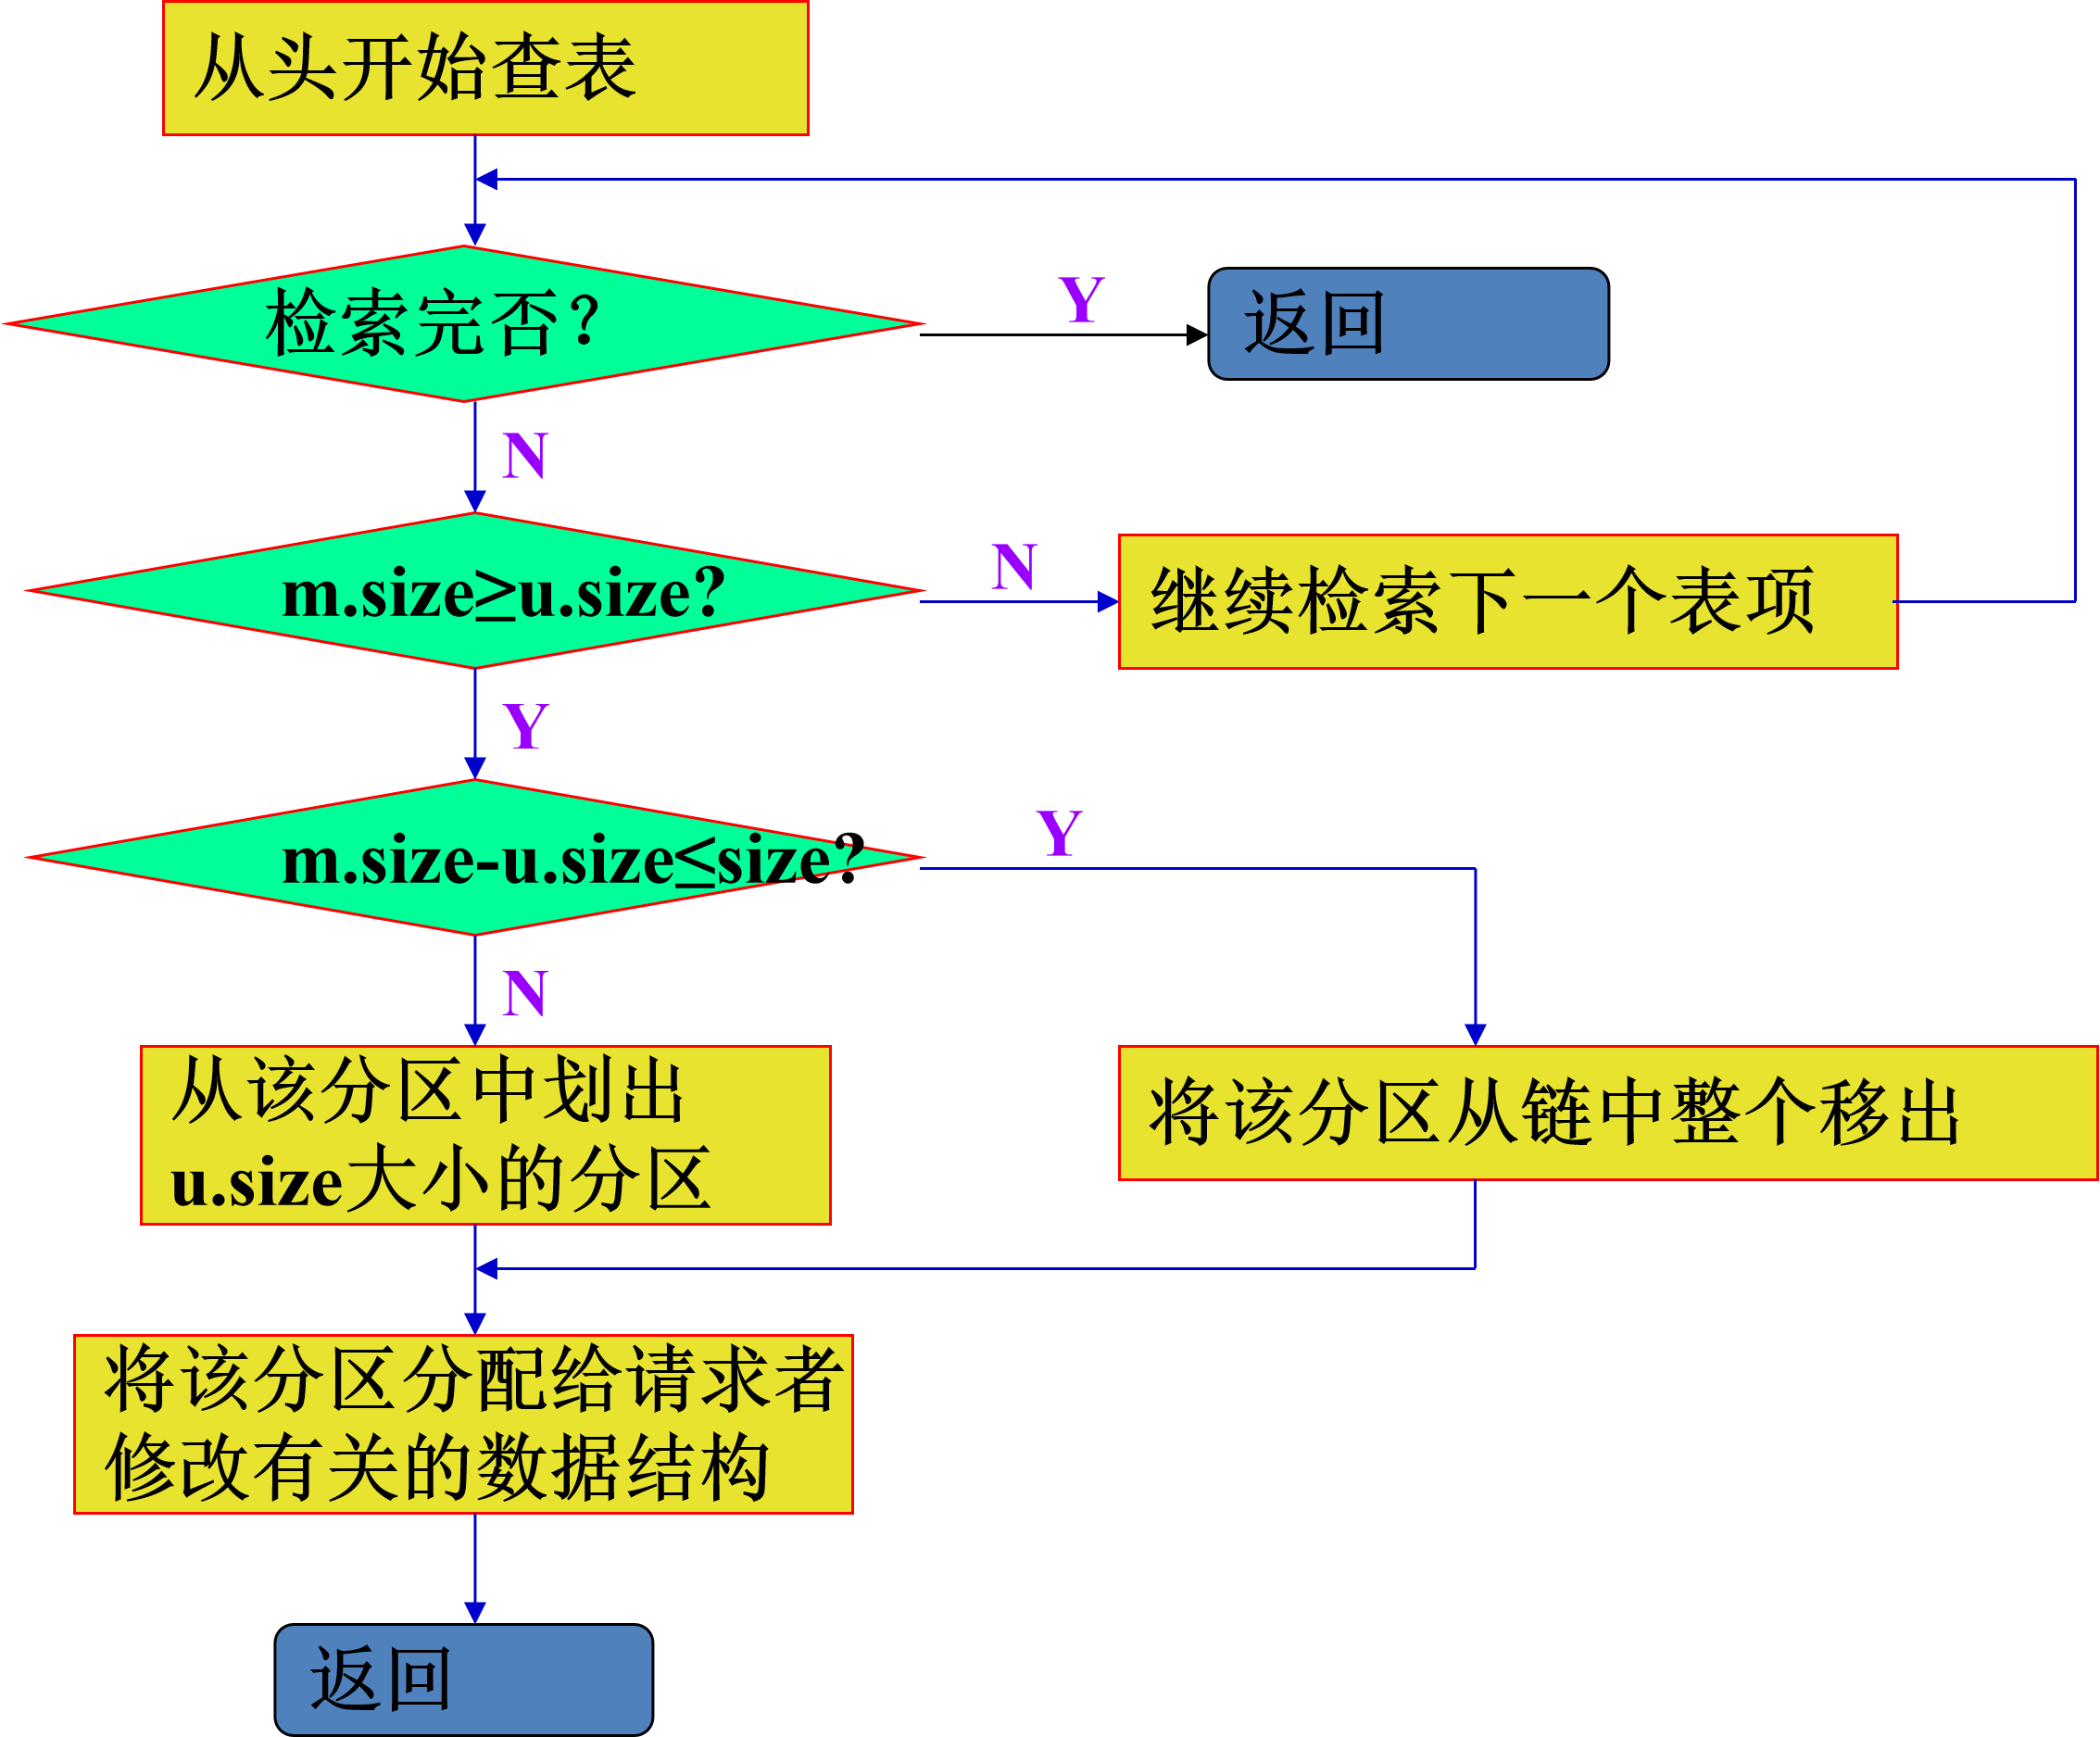 从头开始查表
检索完否？
Y
返回
N
m.size≥u.size?
N
继续检索下一个表项
Y
m.size-u.size≤size?
Y
N
从该分区中划出
u.size大小的分区
将该分区从链中整个移出
将该分区分配给请求者
修改有关的数据结构
返回